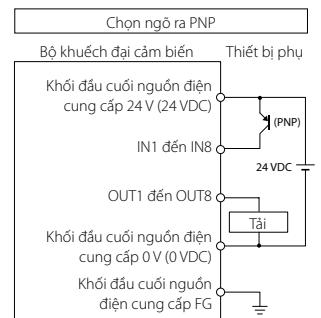 Chọn ngõ ra PNP
Bộ khuếch đại cảm biến
Thiết bị phụ
Khối đầu cuối nguồn điện
cung cấp 24 V (24 VDC)
(PNP)
IN1 đến IN8
24 VDC
OUT1 đến OUT8
Tải
Khối đầu cuối nguồn điện
cung cấp 0 V (0 VDC)
Khối đầu cuối nguồn
điện cung cấp FG